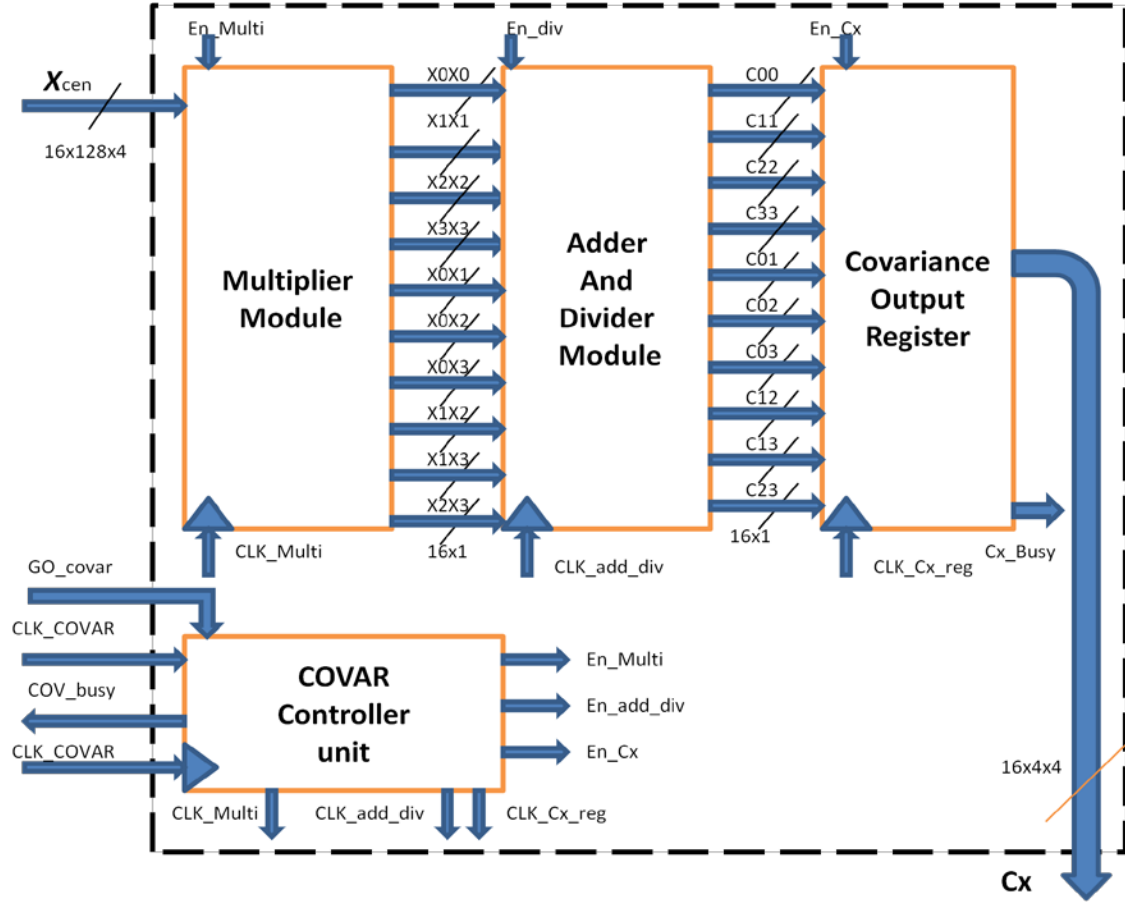 En_Multi
En_div
En_Cx
Xcen
16x128x4
X0X0
X1X1
X2X2
X3X3
X0X1
X0X2
X0X3
X1X2
X1X3
X2X3
16x1
C00
C11
C22
C33
C01
C02
C03
C12
C13
C23
16x1
Multiplier
Module
Adder
And
Divider
Module
Covariance
Output
Register
CLK_Multi
CLK_add_div
CLK_Cx_reg
Cx_Busy
GO_covar
CLK_COVAR
COV_busy
CLK_COVAR
COVAR
Controller
unit
En_Multi
En_add_div
En_Cx
CLK_Multi
CLK_add_div
CLK_Cx_reg
16x4x4
Cx